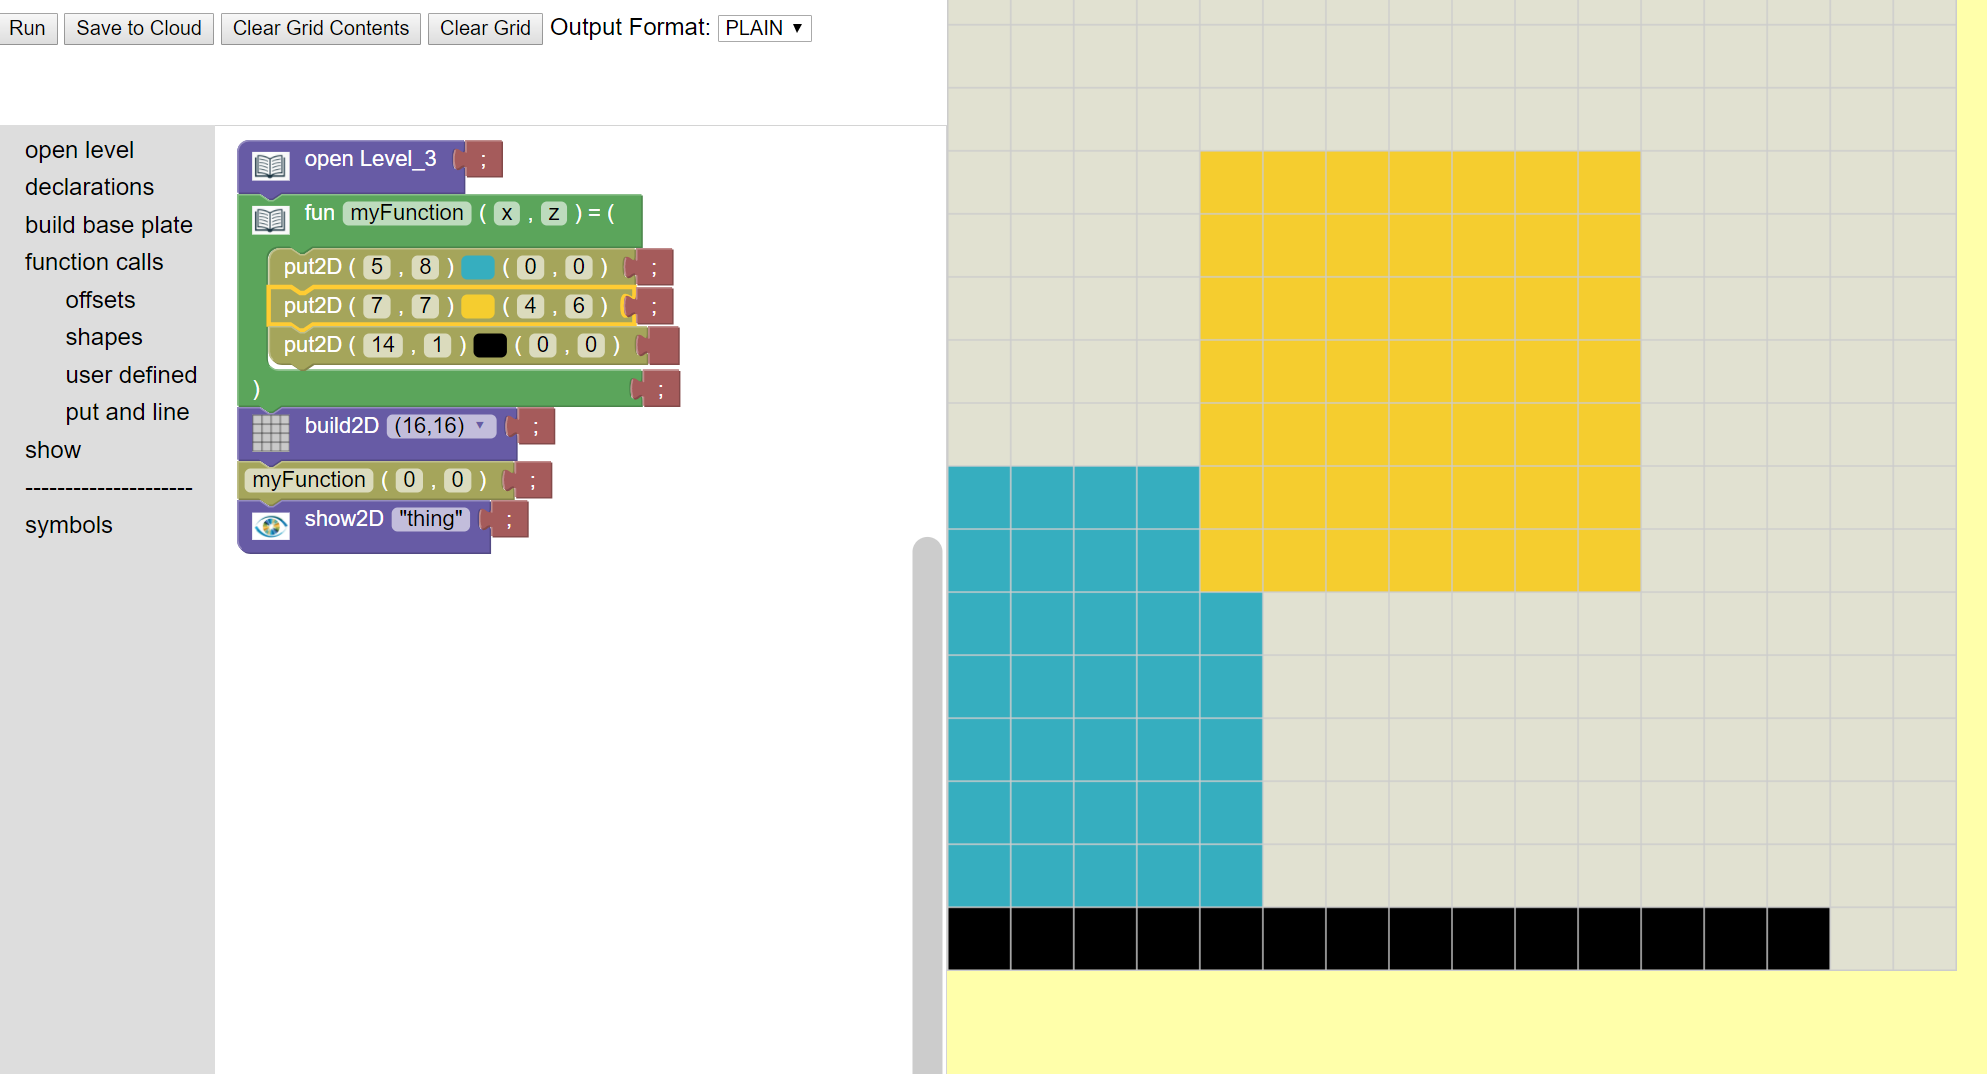 Run Save to Cloud Clear Grid Contents Clear Grid Output Format: PLAIN
open level
declarations
build base plate
function calls
offsets
shapes
user defined
put and line
show
---------------------
symbols
open Level_3 ;
fun myFunction ( x , z ) = (
put2D ( 5 , 8 ) ( 0 , 0 ) ;
put2D ( 7 , 7 ) ( 4 , 6 ) ;
put2D ( 14 , 1 ) ( 0 , 0 )
) ;
build2D (16,16) ;
myFunction ( 0 , 0 ) ;
show2D "thing" ;